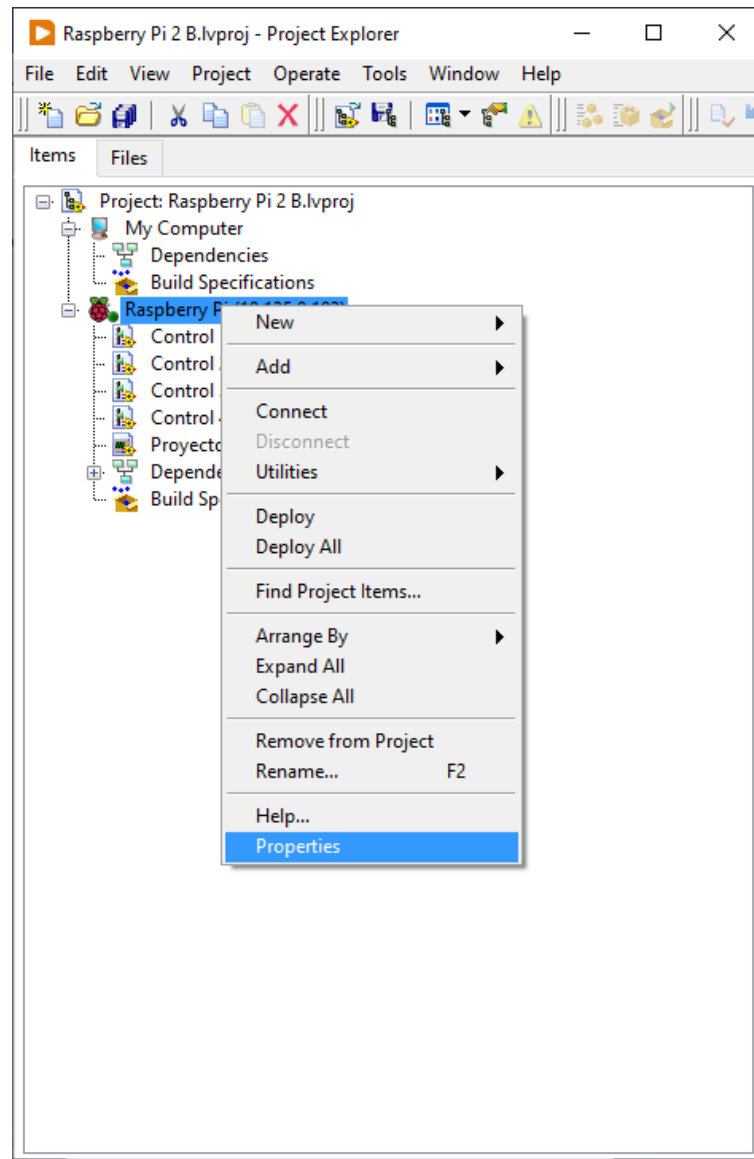 Raspberry Pi 2 B.lvproj - Project Explorer
File Edit View Project Operate Tools Window Help
Items Files
Project: Raspberry Pi 2 B.lvproj
My Computer
Dependencies
Build Specifications
Raspberry
Control
Control
Control
Control
Proyecto
Depende
Build Sp
New
Add
Connect
Disconnect
Utilities
Deploy
Deploy All
Find Project Items...
Arrange By
Expand All
Collapse All
Remove from Project
Rename... F2
Help...
Properties